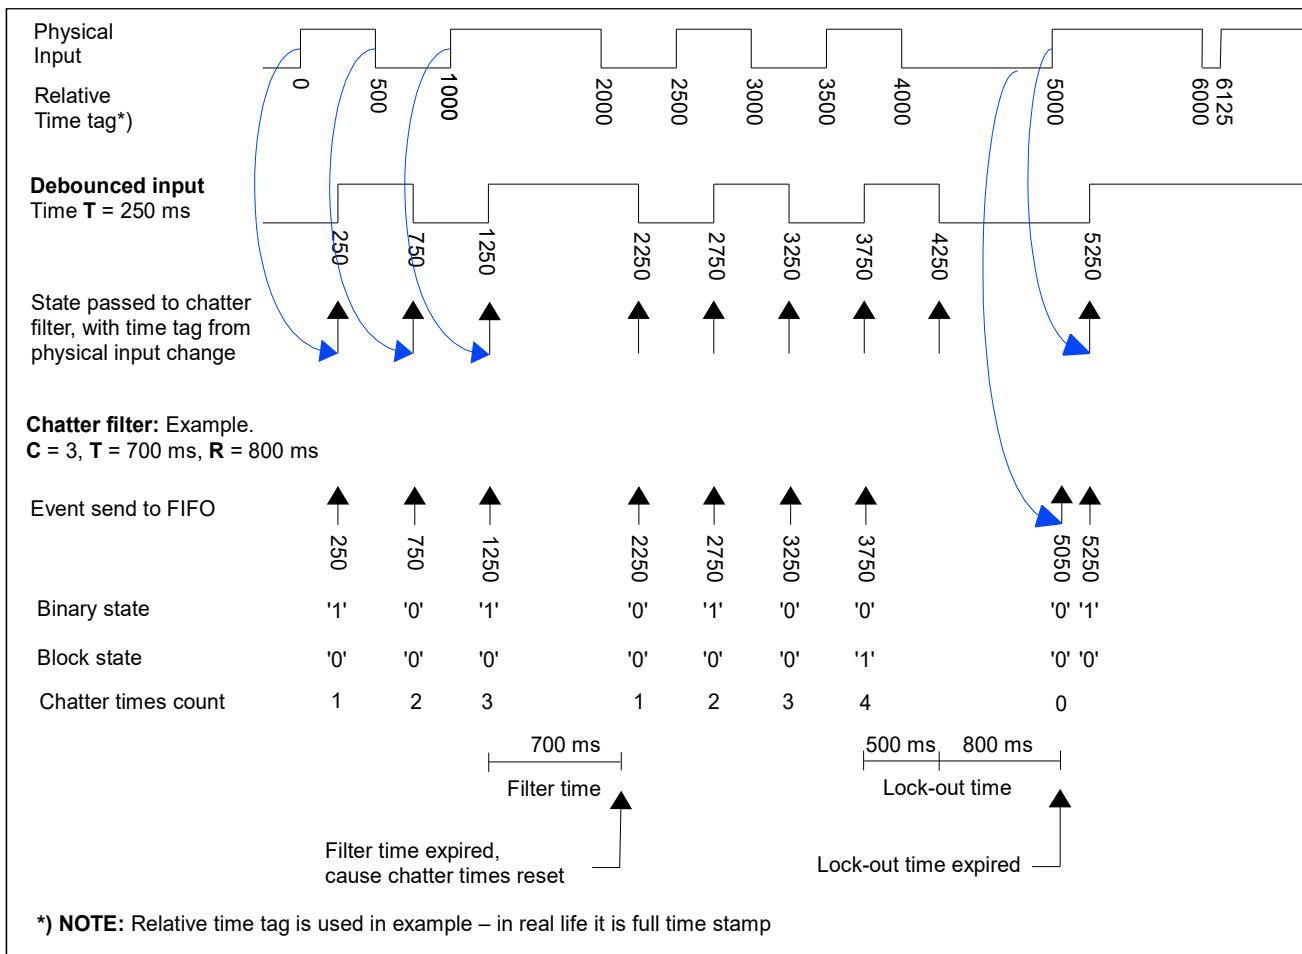 Physical
Input
Relative
Time tag*)
0 500 1000 2000 2500 3000 3500 4000 5000 6000 6125
Debounced input
Time T = 250 ms
250 750 1250 2250 2750 3250 3750 4250 5250
State passed to chatter
filter, with time tag from
physical input change
Chatter filter: Example.
C = 3, T = 700 ms, R = 800 ms
Event send to FIFO
250 750 1250 2250 2750 3250 3750 5050 5250
Binary state '1' '0' '1' '0' '1' '0' '0' '0' '1'
Block state '0' '0' '0' '0' '0' '0' '1' '0' '0'
Chatter times count 1 2 3 1 2 3 4 0
700 ms 500 ms 800 ms
Filter time Lock-out time
Filter time expired,
cause chatter times reset
Lock-out time expired
*) NOTE: Relative time tag is used in example – in real life it is full time stamp